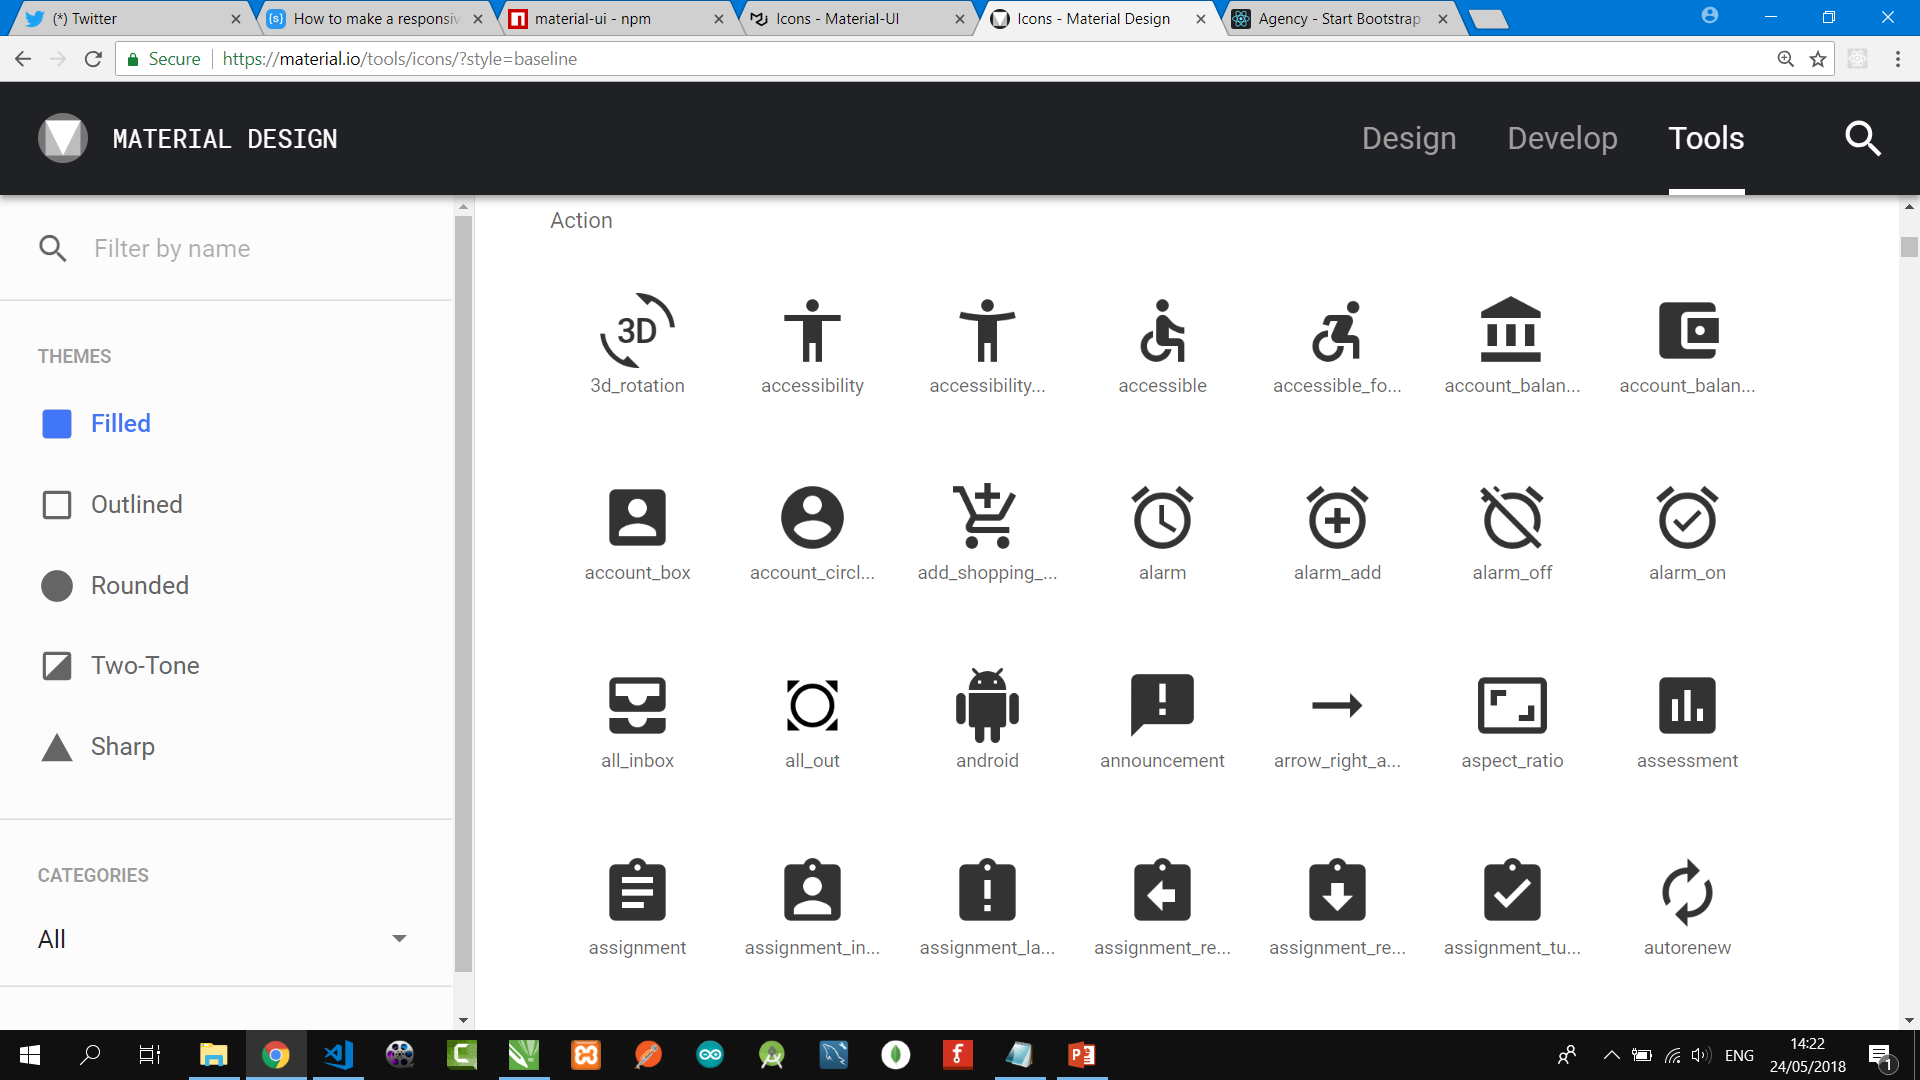 (*) Twitter
How to make a responsiv
material-ui - npm
Icons - Material-UI
Icons - Material Design
Agency - Start Bootstrap
Secure
https://material.io/tools/icons/?style=baseline
MATERIAL DESIGN
Design
Develop
Tools
Filter by name
THEMES
Filled
Outlined
Rounded
Two-Tone
Sharp
CATEGORIES
All
Action
3D
3d_rotation
accessibility
accessibility...
accessible
accessible_fo...
account_balan...
account_balan...
account_box
account_circl...
add_shopping_...
alarm
alarm_add
alarm_off
alarm_on
all_inbox
all_out
android
announcement
arrow_right_a...
aspect_ratio
assessment
assignment
assignment_in...
assignment_la...
assignment_re...
assignment_re...
assignment_tu...
autorenew
ENG
14:22
24/05/2018
1